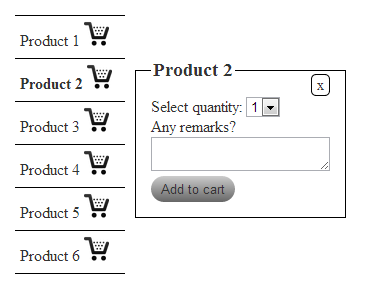 Product 1
Product 2
Product 3
Product 4
Product 5
Product 6
Product 2
x
Select quantity: 1
Any remarks?
Add to cart